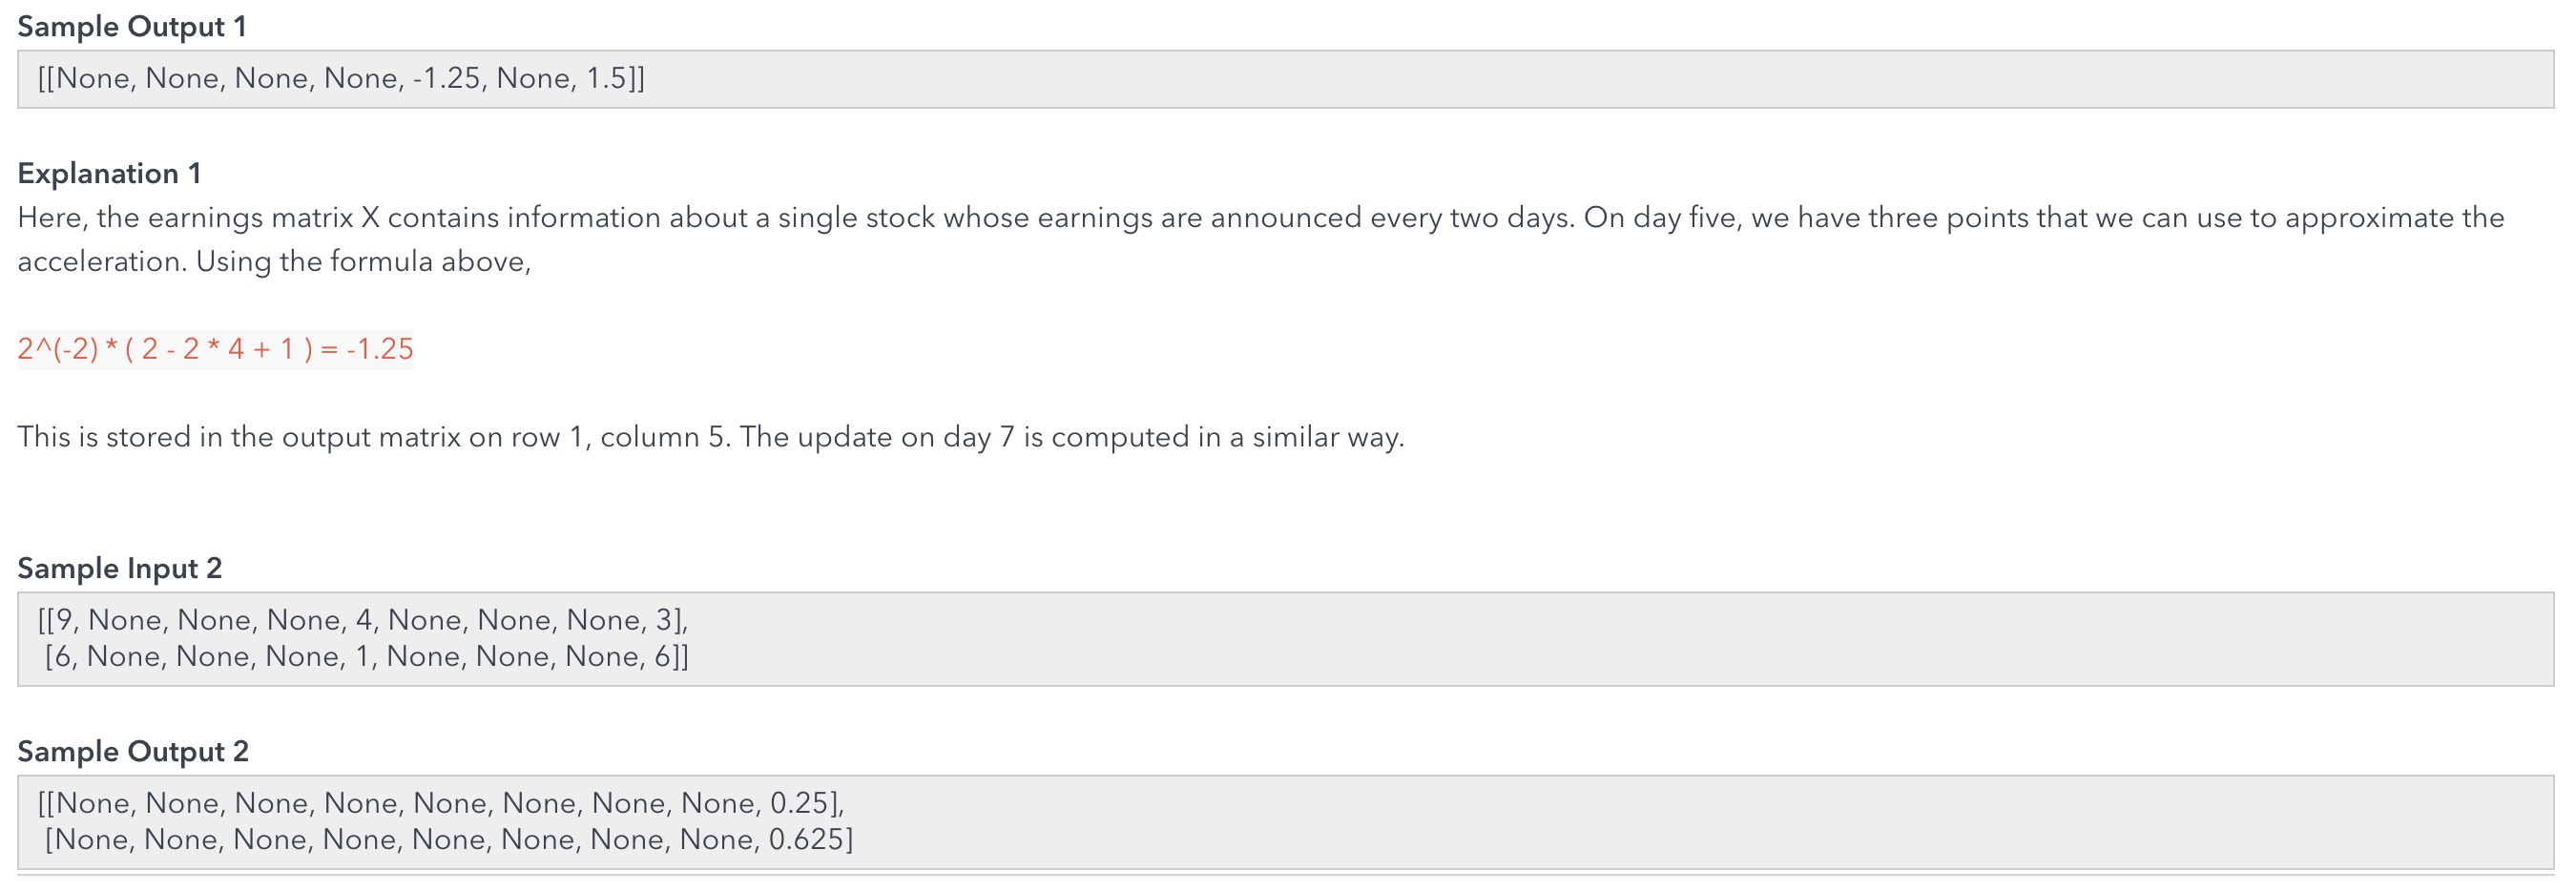 Sample Output 1
[[None, None, None, None, -1.25, None, 1.5]]
Explanation 1
Here, the earnings matrix X contains information about a single stock whose earnings are announced every two days. On day five, we have three points that we can use to approximate the
acceleration. Using the formula above,
2^(-2) * ( 2 - 2 * 4 + 1 ) = -1.25
This is stored in the output matrix on row 1, column 5. The update on day 7 is computed in a similar way.
Sample Input 2
[[9, None, None, None, 4, None, None, None, 3],
[6, None, None, None, 1, None, None, None, 6]]
Sample Output 2
[[None, None, None, None, None, None, None, None, 0.25],
[None, None, None, None, None, None, None, None, 0.625]